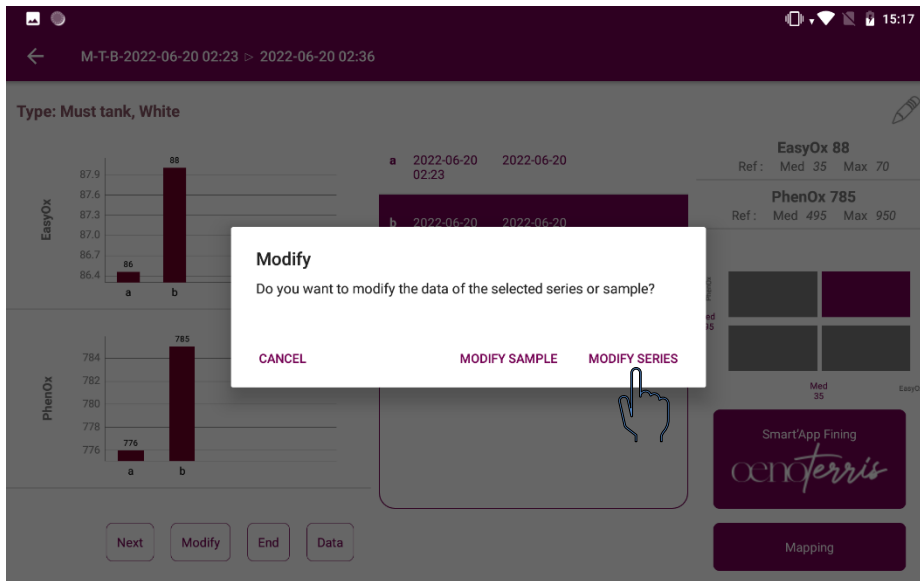 15:17
M-T-B-2022-06-20 02:23 ▷ 2022-06-20 02:36
Type: Must tank, White
EasyOx
87.9
87.6
87.3
87.0
86.7
86.4
86
88
a
b
PhenOx
784
782
780
778
776
776
785
a
b
Next
Modify
End
Data
a 2022-06-20 2022-06-20
02:23
b 2022-06-20 2022-06-20
Modify
Do you want to modify the data of the selected series or sample?
CANCEL
MODIFY SAMPLE
MODIFY SERIES
EasyOx 88
Ref : Med 35 Max 70
PhenOx 785
Ref : Med 495 Max 950
PhenOx
Med
35
Smart'App Fining
œnoterris
Mapping